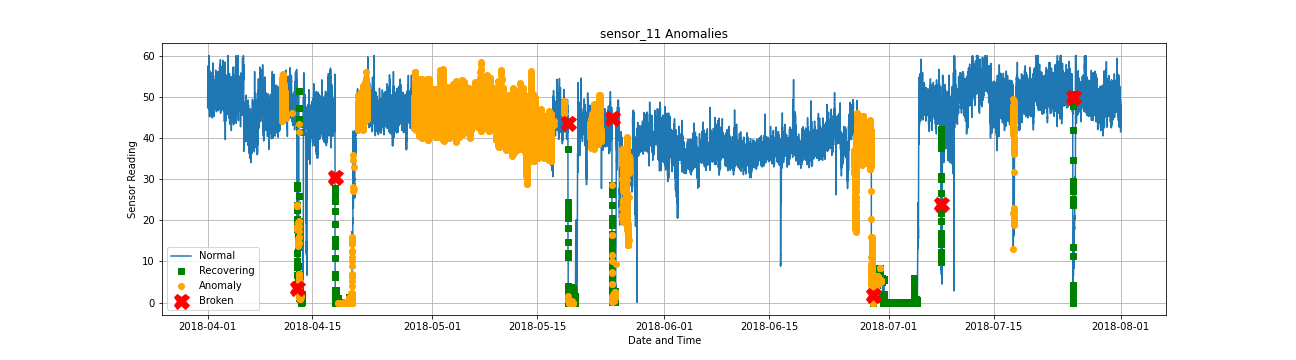 sensor_11 Anomalies
60
50
40
30
20
10
0
Sensor Reading
Normal
Recovering
Anomaly
Broken
2018-04-01 2018-04-15 2018-05-01 2018-05-15 2018-06-01 2018-06-15 2018-07-01 2018-07-15 2018-08-01
Date and Time